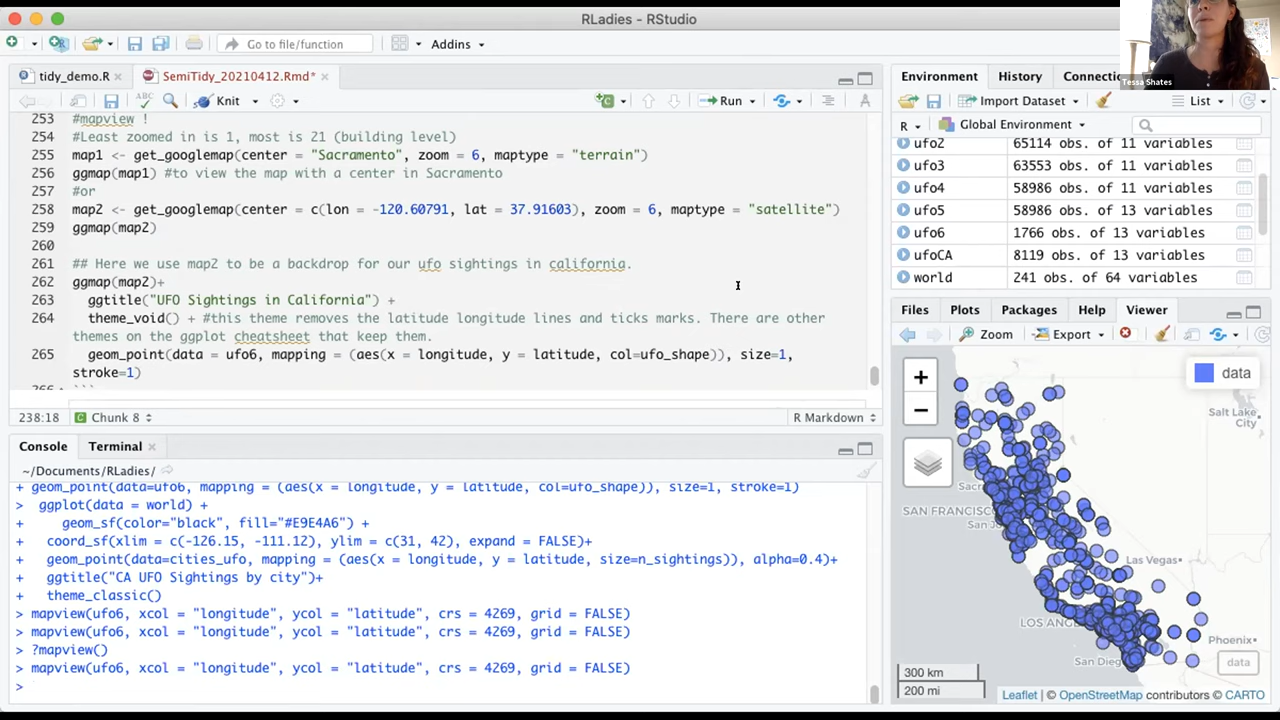 RLadies - RStudio
Go to file/function
Addins
Tessa Shates
tidy_demo.R
SemiTidy_20210412.Rmd*
ABC
Knit
Run
253 #mapview !
254 #Least zoomed in is 1, most is 21 (building level)
255 map1 <- get_googlemap(center = "Sacramento", zoom = 6, maptype = "terrain")
256 ggmap(map1) #to view the map with a center in Sacramento
257 #or
258 map2 <- get_googlemap(center = c(lon = -120.60791, lat = 37.91603), zoom = 6, maptype = "satellite")
259 ggmap(map2)
260
261 ## Here we use map2 to be a backdrop for our ufo sightings in california.
262 ggmap(map2)+
263 ggtitle("UFO Sightings in California") +
264 theme_void() + #this theme removes the latitude longitude lites and ticks marks. There are other
themes on the ggplot cheatsheet that keep them.
265 geom_point(data = ufo6, mapping = (aes(x = longitude, y = latitude, col=ufo_shape)), size=1,
stroke=1)
266 ```
238:18 Chunk 8 R Markdown
Console Terminal
~/Documents/RLadies/
+ geom_point(data=ufo6, mapping = (aes(x = longitude, y = latitude, col=ufo_shape)), size=1, stroke=1)
> ggplot(data = world) +
+ geom_sf(color="black", fill="#E9E4A6") +
+ coord_sf(xlim = c(-126.15, -111.12), ylim = c(31, 42), expand = FALSE)+
+ geom_point(data=cities_ufo, mapping = (aes(x = longitude, y = latitude, size=n_sightings)), alpha=0.4)+
+ ggtitle("CA UFO Sightings by city")+
+ theme_classic()
> mapview(ufo6, xcol = "longitude", ycol = "latitude", crs = 4269, grid = FALSE)
> mapview(ufo6, xcol = "longitude", ycol = "latitude", crs = 4269, grid = FALSE)
> ?mapview()
> mapview(ufo6, xcol = "longitude", ycol = "latitude", crs = 4269, grid = FALSE)
>
Environment History Connectio
Import Dataset List
R Global Environment
ufo2 65114 obs. of 11 variables
ufo3 63553 obs. of 11 variables
ufo4 58986 obs. of 11 variables
ufo5 58986 obs. of 13 variables
ufo6 1766 obs. of 13 variables
ufoCA 8119 obs. of 13 variables
world 241 obs. of 64 variables
Files Plots Packages Help Viewer
Zoom Export
+
−
data
Salt Lake
City
SAN FRANCISCO
Las Vegas
LOS ANGEL
Phoenix
San Diego
data
300 km
200 mi
Leaflet | © OpenStreetMap contributors © CARTO